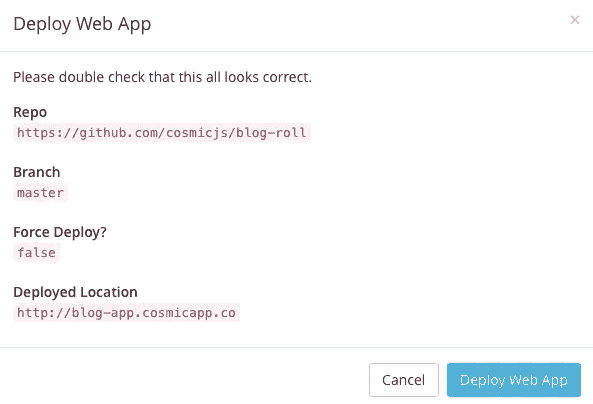 Deploy Web App
×
Please double check that this all looks correct.
Repo
https://github.com/cosmicjs/blog-roll
Branch
master
Force Deploy?
false
Deployed Location
http://blog-app.cosmicapp.co
Cancel
Deploy Web App